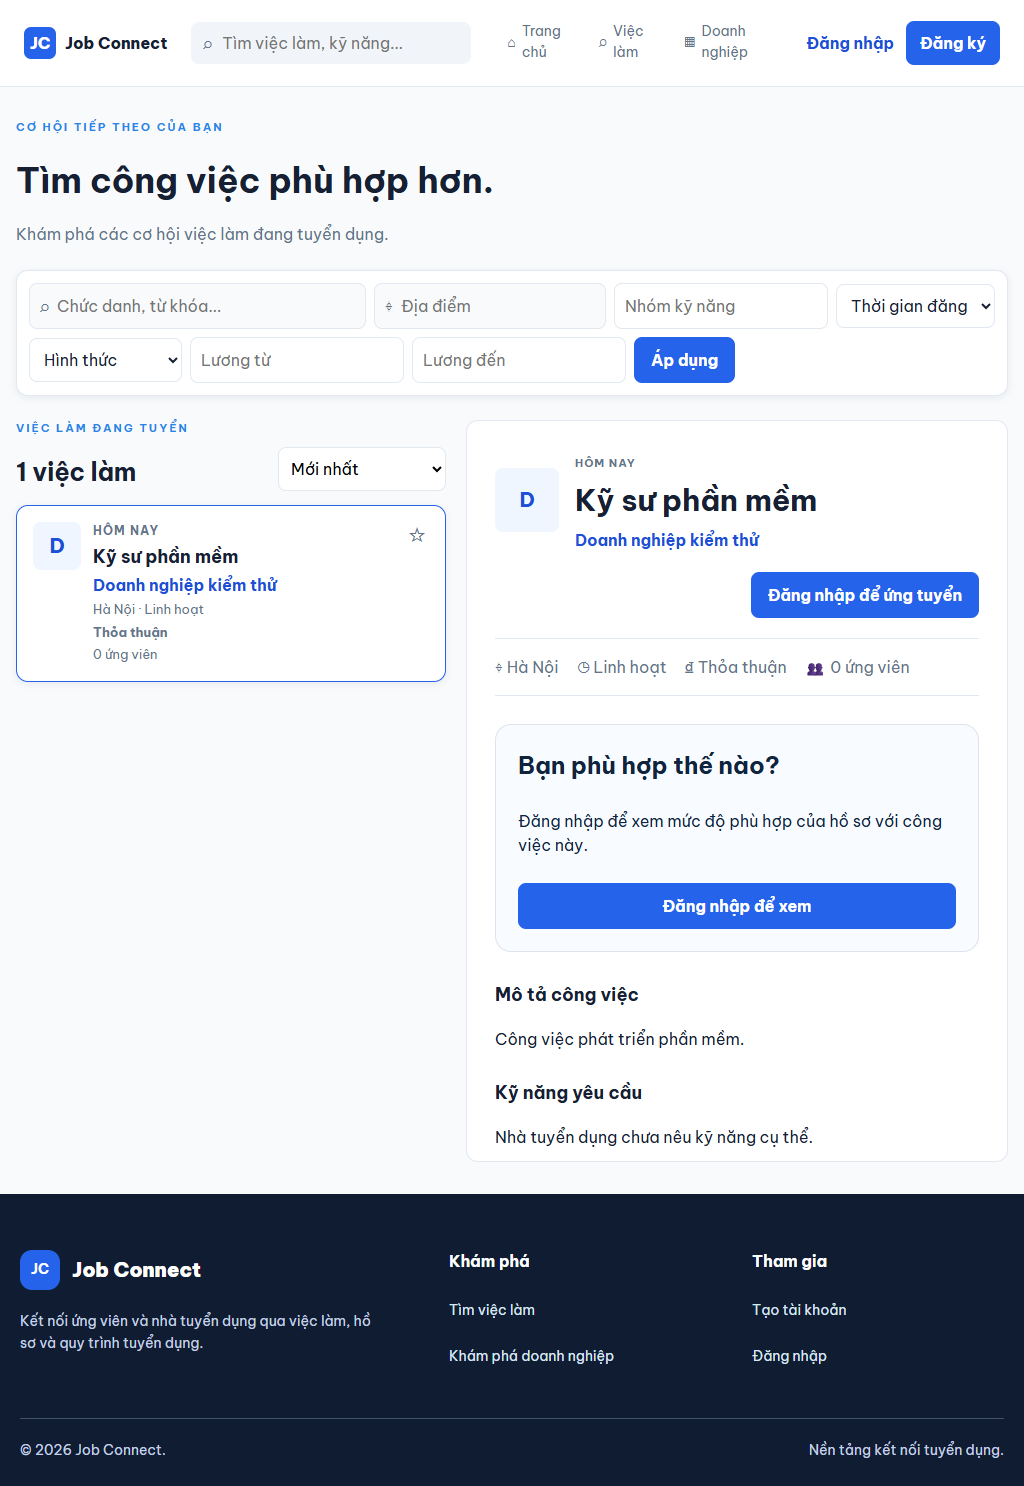 JC Job Connect
Tìm việc làm, kỹ năng...
Trang chủ
Việc làm
Doanh nghiệp
Đăng nhập
Đăng ký
CƠ HỘI TIẾP THEO CỦA BẠN
Tìm công việc phù hợp hơn.
Khám phá các cơ hội việc làm đang tuyển dụng.
Chức danh, từ khóa...
Địa điểm
Nhóm kỹ năng
Thời gian đăng
Hình thức
Lương từ
Lương đến
Áp dụng
VIỆC LÀM ĐANG TUYỂN
1 việc làm
Mới nhất
D
HÔM NAY
Kỹ sư phần mềm
Doanh nghiệp kiểm thử
Hà Nội · Linh hoạt
Thỏa thuận
0 ứng viên
D
HÔM NAY
Kỹ sư phần mềm
Doanh nghiệp kiểm thử
Đăng nhập để ứng tuyển
Hà Nội
Linh hoạt
₫ Thỏa thuận
0 ứng viên
Bạn phù hợp thế nào?
Đăng nhập để xem mức độ phù hợp của hồ sơ với công
việc này.
Đăng nhập để xem
Mô tả công việc
Công việc phát triển phần mềm.
Kỹ năng yêu cầu
Nhà tuyển dụng chưa nêu kỹ năng cụ thể.
JC Job Connect
Kết nối ứng viên và nhà tuyển dụng qua việc làm, hồ
sơ và quy trình tuyển dụng.
Khám phá
Tìm việc làm
Khám phá doanh nghiệp
Tham gia
Tạo tài khoản
Đăng nhập
© 2026 Job Connect.
Nền tảng kết nối tuyển dụng.